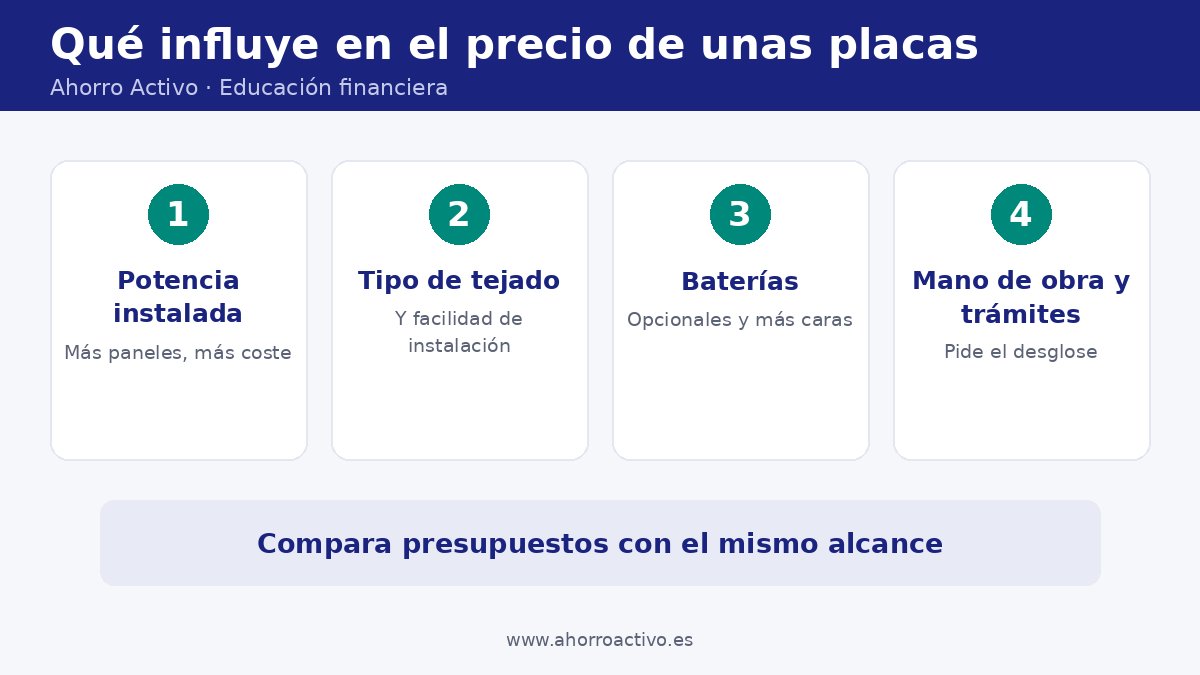 Qué influye en el precio de unas placas
Ahorro Activo · Educación financiera
1
Potencia
instalada
Más paneles, más coste
2
Tipo de tejado
Y facilidad de
instalación
3
Baterías
Opcionales y más caras
4
Mano de obra y
trámites
Pide el desglose
Compara presupuestos con el mismo alcance
www.ahorroactivo.es